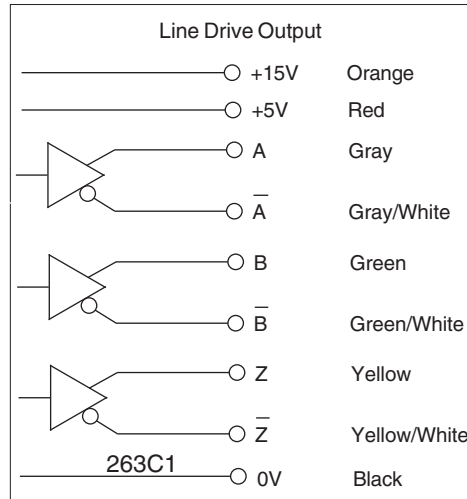 Line Drive Output
+15V Orange
+5V Red
A Gray
A̅ Gray/White
B Green
B̅ Green/White
Z Yellow
Z̅ Yellow/White
263C1
0V Black